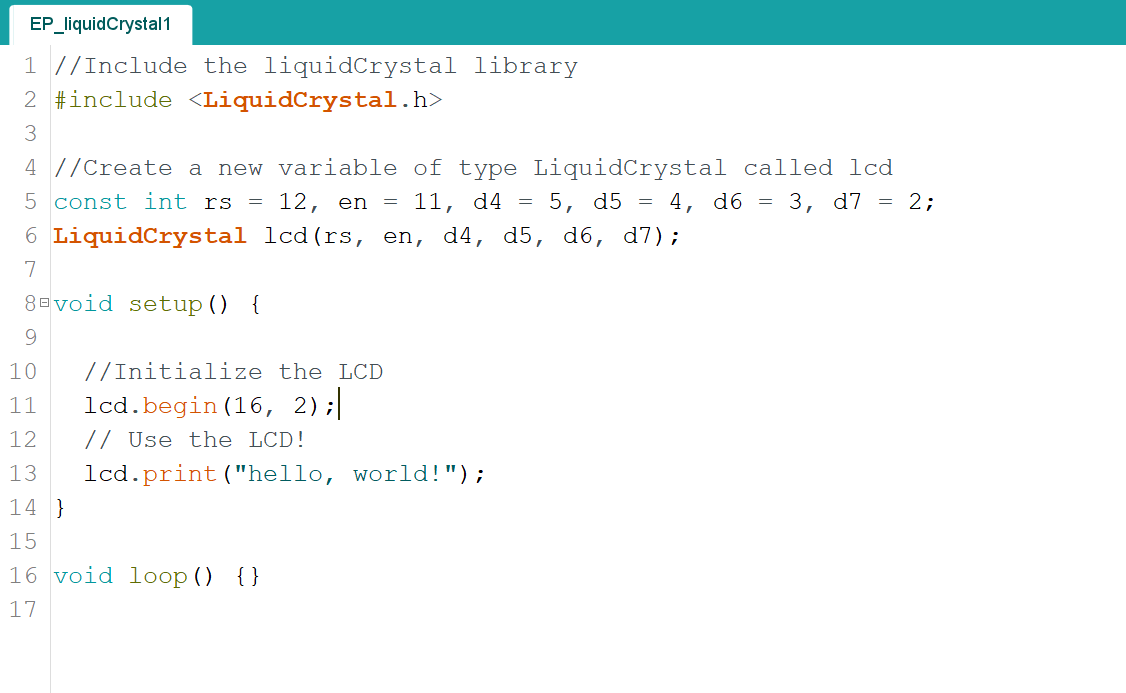 EP_liquidCrystal1
1 //Include the liquidCrystal library
2 #include <LiquidCrystal.h>
3
4 //Create a new variable of type LiquidCrystal called lcd
5 const int rs = 12, en = 11, d4 = 5, d5 = 4, d6 = 3, d7 = 2;
6 LiquidCrystal lcd(rs, en, d4, d5, d6, d7);
7
8 void setup() {
9
10   //Initialize the LCD
11   lcd.begin(16, 2);
12   // Use the LCD!
13   lcd.print("hello, world!");
14 }
15
16 void loop() {}
17